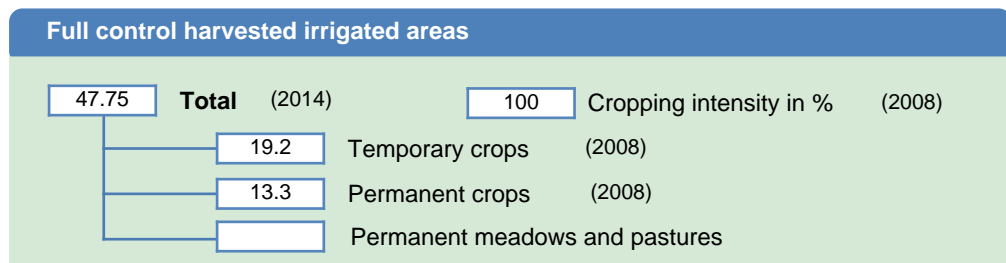 Full control harvested irrigated areas
47.75 Total (2014) 100 Cropping intensity in % (2008)
19.2 Temporary crops (2008)
13.3 Permanent crops (2008)
Permanent meadows and pastures